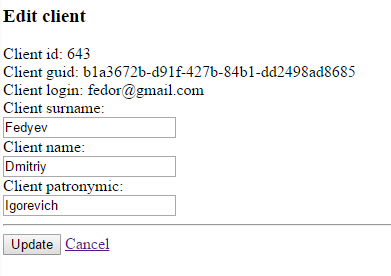 Edit client
Client id: 643
Client guid: b1a3672b-d91f-427b-84b1-dd2498ad8685
Client login: fedor@gmail.com
Client surname:
Fedyev
Client name:
Dmitriy
Client patronymic:
Igorevich
Update Cancel